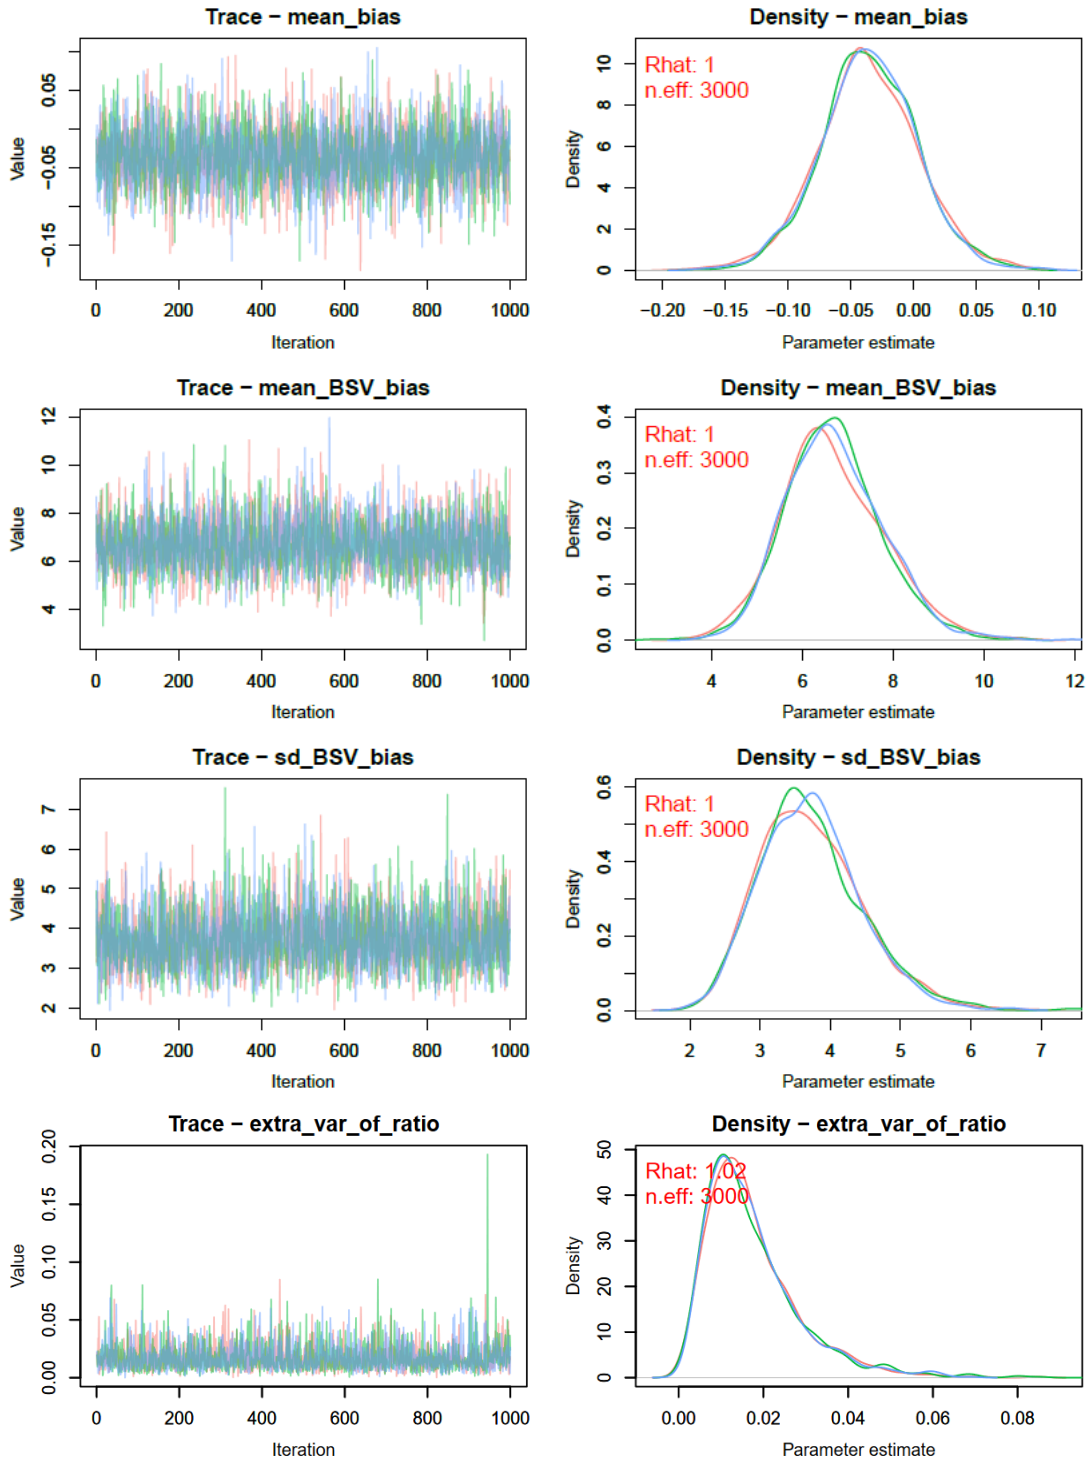 Trace − mean_bias
Value
0.05
−0.05
−0.15
0 200 400 600 800 1000
Iteration
Density − mean_bias
Rhat: 1
n.eff: 3000
Density
10
8
6
4
2
0
−0.20 −0.15 −0.10 −0.05 0.00 0.05 0.10
Parameter estimate
Trace − mean_BSV_bias
Value
12
10
8
6
4
0 200 400 600 800 1000
Iteration
Density − mean_BSV_bias
Rhat: 1
n.eff: 3000
Density
0.4
0.3
0.2
0.1
0.0
4 6 8 10 12
Parameter estimate
Trace − sd_BSV_bias
Value
7
6
5
4
3
2
0 200 400 600 800 1000
Iteration
Density − sd_BSV_bias
Rhat: 1
n.eff: 3000
Density
0.6
0.4
0.2
0.0
2 3 4 5 6 7
Parameter estimate
Trace − extra_var_of_ratio
Value
0.20
0.15
0.10
0.05
0.00
0 200 400 600 800 1000
Iteration
Density − extra_var_of_ratio
Rhat: 1.02
n.eff: 3000
Density
50
40
30
20
10
0
0.00 0.02 0.04 0.06 0.08
Parameter estimate